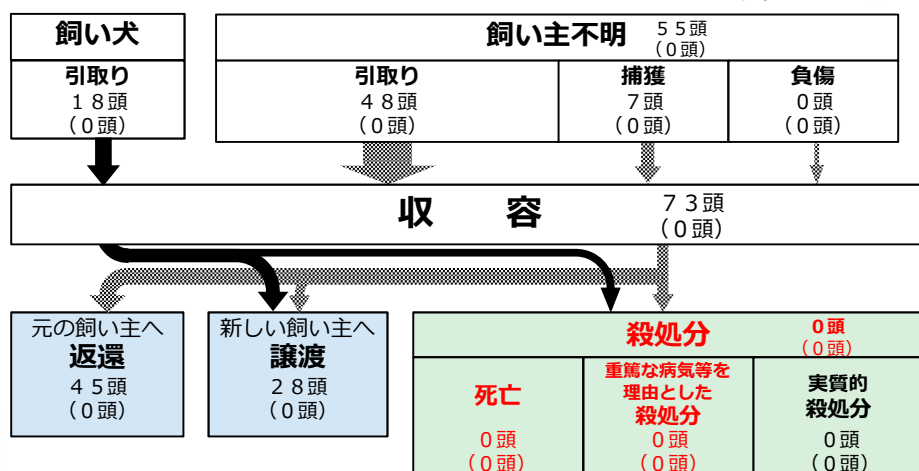 飼い犬
引取り
１８頭
（０頭）
飼い主不明 ５５頭
（０頭）
引取り
４８頭
（０頭）
捕獲
７頭
（０頭）
負傷
０頭
（０頭）
収　容 ７３頭
（０頭）
元の飼い主へ
返還
４５頭
（０頭）
新しい飼い主へ
譲渡
２８頭
（０頭）
殺処分 ０頭
（０頭）
死亡
０頭
（０頭）
重篤な病気等を
理由とした
殺処分
０頭
（０頭）
実質的
殺処分
０頭
（０頭）